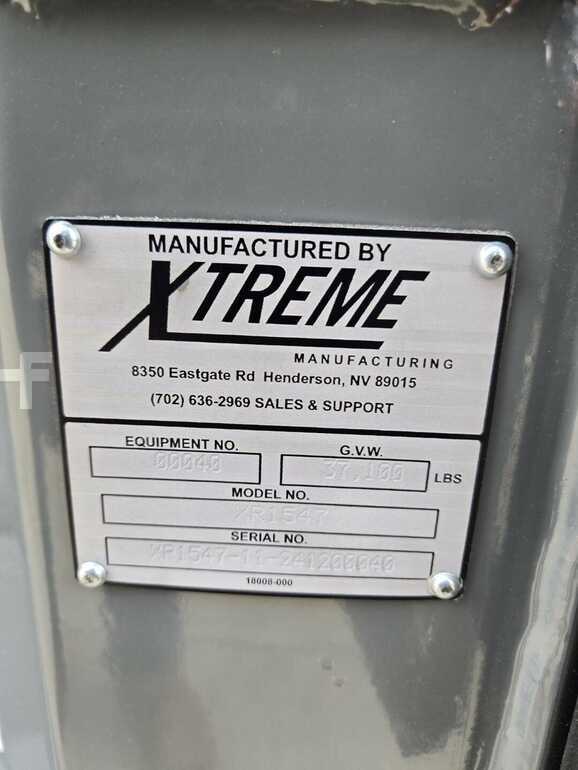 MANUFACTURED BY
XTREME
MANUFACTURING
8350 Eastgate Rd Henderson, NV 89015
(702) 636-2969 SALES & SUPPORT
EQUIPMENT NO. G.V.W.
00040 37,100 LBS
MODEL NO.
XR1547
SERIAL NO.
XR1547-11-241200040
18008-000
F